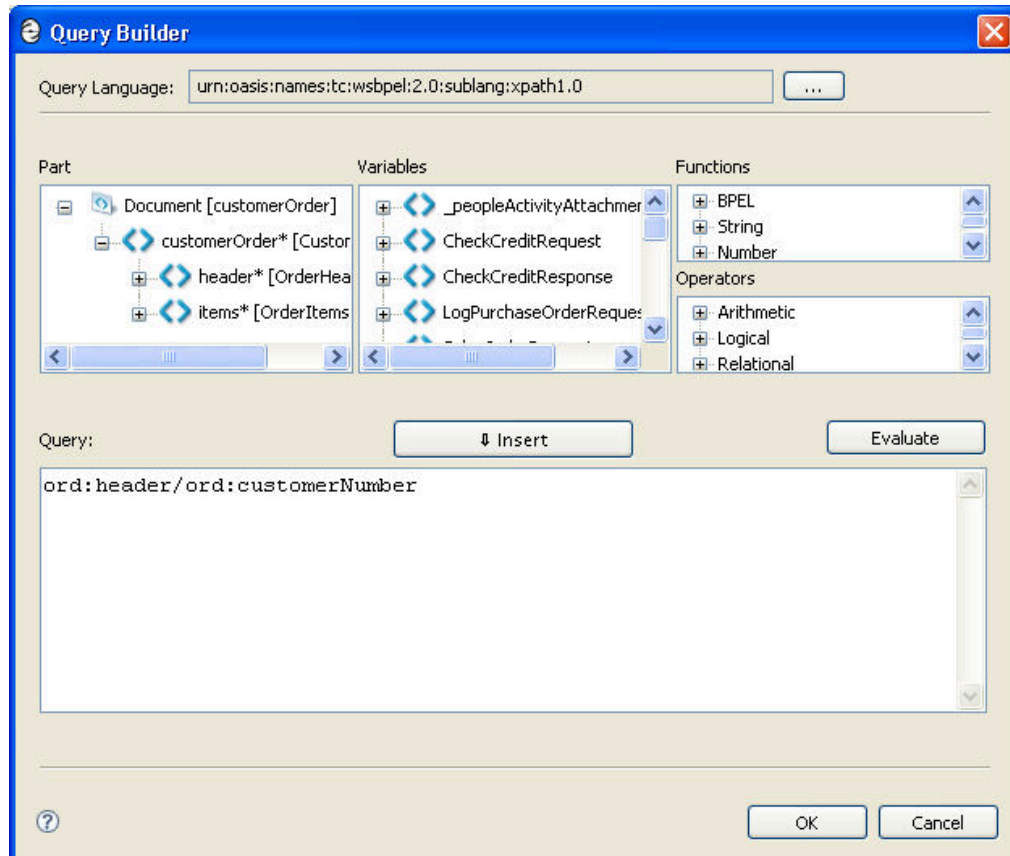 Query Builder
Query Language: urn:oasis:names:tc:wsbpel:2.0:sublang:xpath1.0 ...
Part Variables Functions
Document [customerOrder]
customerOrder* [Custor
header* [OrderHea
items* [OrderItems
_peopleActivityAttachmer
CheckCreditRequest
CheckCreditResponse
LogPurchaseOrderReques
BPEL
String
Number
Operators
Arithmetic
Logical
Relational
Query: Insert Evaluate
ord:header/ord:customerNumber
OK Cancel